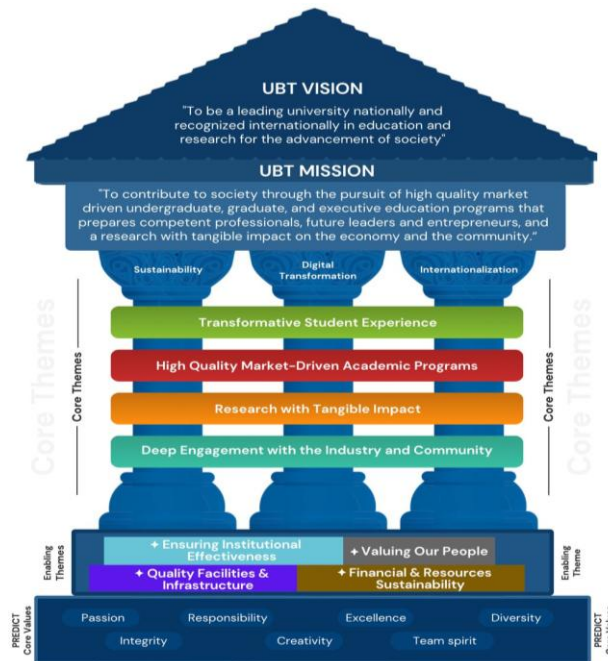 UBT VISION
"To be a leading university nationally and
recognized internationally in education and
research for the advancement of society"
UBT MISSION
"To contribute to society through the pursuit of high quality market
driven undergraduate, graduate, and executive education programs that
prepares competent professionals, future leaders and entrepreneurs, and
a research with tangible impact on the economy and the community."
Sustainability
Digital
Transformation
Internationalization
Core Themes
Core Themes
Transformative Student Experience
High Quality Market-Driven Academic Programs
Research with Tangible Impact
Deep Engagement with the Industry and Community
Core Themes
Core Themes
Enabling
Themes
+ Ensuring Institutional
Effectiveness
+ Valuing Our People
+ Quality Facilities &
Infrastructure
+ Financial & Resources
Sustainability
Enabling
Theme
PREDICT
Core Values
Passion
Responsibility
Excellence
Diversity
Integrity
Creativity
Team spirit
PREDICT